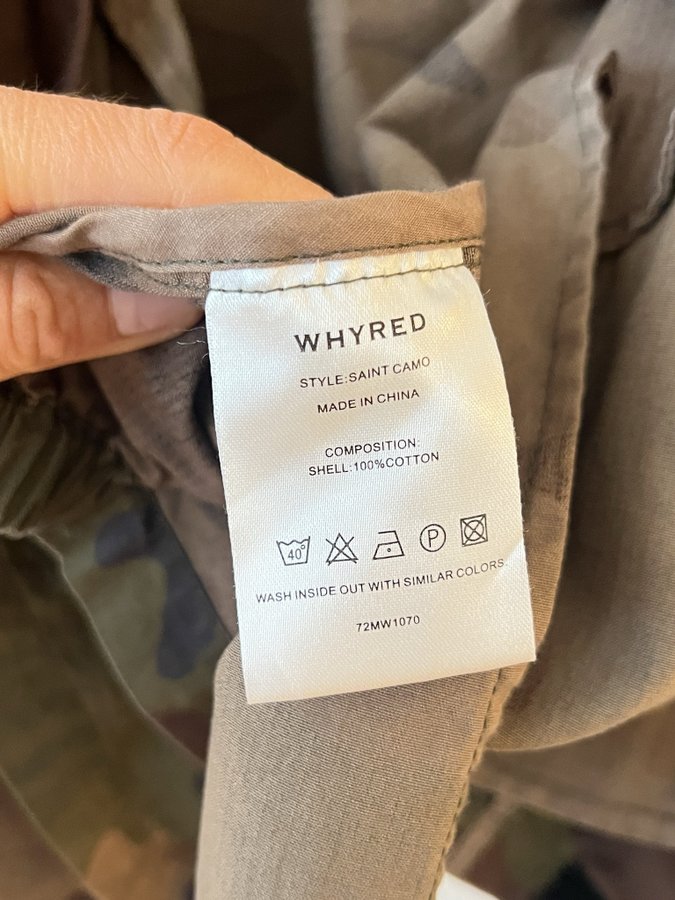 WHYRED
STYLE:SAINT CAMO
MADE IN CHINA
COMPOSITION:
SHELL:100%COTTON
40° P
WASH INSIDE OUT WITH SIMILAR COLORS.
72MW1070